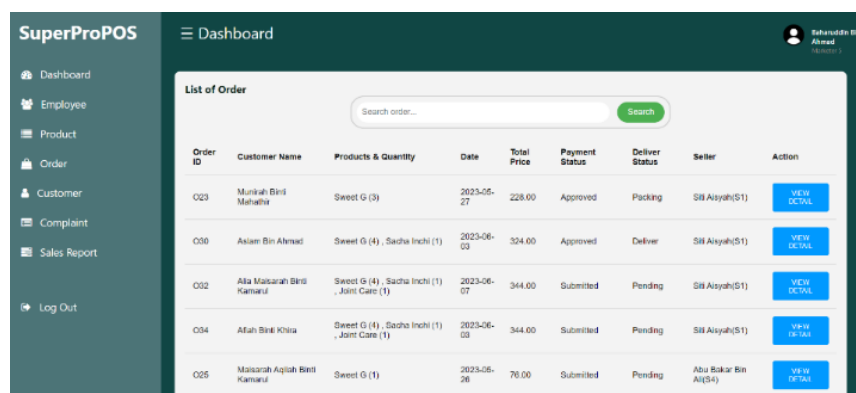 SuperProPOS
☰ Dashboard
Baharuddin Bi
Ahmad
Dashboard
Employee
Product
Order
Customer
Complaint
Sales Report
Log Out
List of Order
Search order...
Search
Order ID Customer Name Products & Quantity Date Total Price Payment Status Deliver Status Seller Action
O23 Munirah Binti Mahathir Sweet G (3) 2023-05-27 228.00 Approved Packing Siti Aisyah(S1) VIEW DETAIL
O30 Aslam Bin Ahmad Sweet G (4) , Sacha Inchi (1) 2023-06-03 324.00 Approved Deliver Siti Aisyah(S1) VIEW DETAIL
O32 Alia Maisarah Binti Kamarul Sweet G (4) , Sacha Inchi (1) , Joint Care (1) 2023-06-07 344.00 Submitted Pending Siti Aisyah(S1) VIEW DETAIL
O34 Afiah Binti Khira Sweet G (4) , Sacha Inchi (1) , Joint Care (1) 2023-06-03 344.00 Submitted Pending Siti Aisyah(S1) VIEW DETAIL
O25 Maisarah Aqilah Binti Kamarul Sweet G (1) 2023-05-26 76.00 Submitted Pending Abu Bakar Bin Ali(S4) VIEW DETAIL